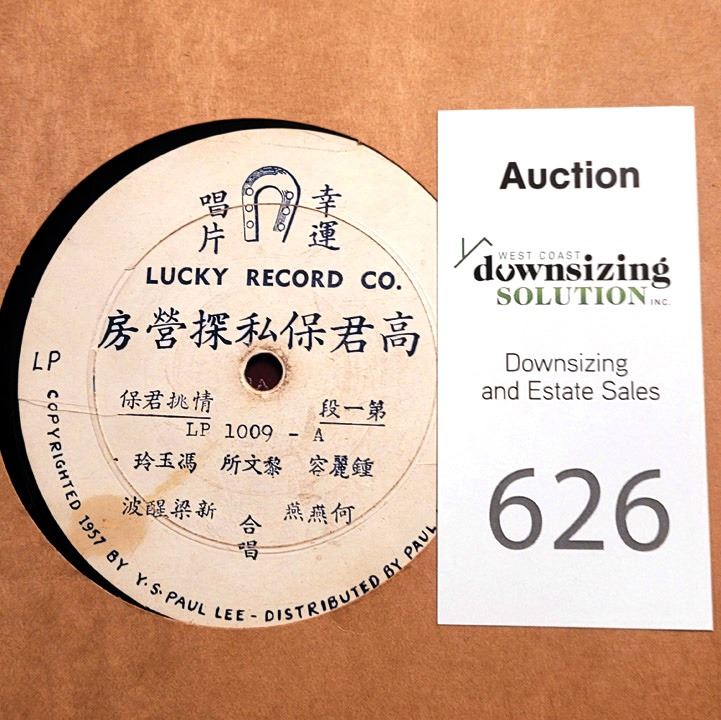 幸運
唱片
LUCKY RECORD CO.
高君保私探營房
LP
第一段 情挑君保
LP 1009 - A
鍾麗容 黎文所 馮玉玲
何燕燕 新梁醒波
合唱
COPYRIGHTED 1957 BY Y.S. PAUL LEE - DISTRIBUTED BY PAUL
Auction
WEST COAST
downsizing
SOLUTION INC.
Downsizing
and Estate Sales
626